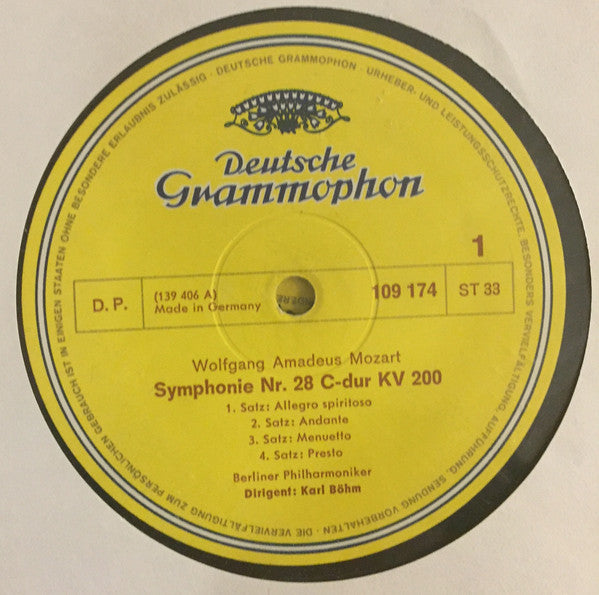 DIE VERVIELFÄLTIGUNG ZUM PERSÖNLICHEN GEBRAUCH IST IN EINIGEN STAATEN OHNE BESONDERE ERLAUBNIS ZULÄSSIG · DEUTSCHE GRAMMOPHON · URHEBER- UND LEISTUNGSSCHUTZRECHTE, BESONDERS VERVIELFÄLTIGUNG, AUFFÜHRUNG, SENDUNG VORBEHALTEN ·
Deutsche
Grammophon
1
D. P.
(139 406 A)
Made in Germany
109 174
ST 33
Wolfgang Amadeus Mozart
Symphonie Nr. 28 C-dur KV 200
1. Satz: Allegro spiritoso
2. Satz: Andante
3. Satz: Menuetto
4. Satz: Presto
Berliner Philharmoniker
Dirigent: Karl Böhm